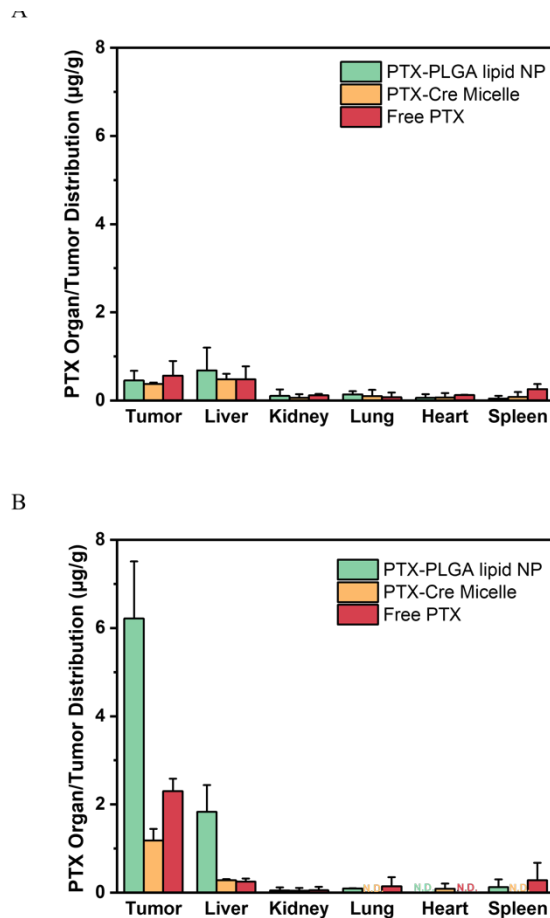 A
PTX Organ/Tumor Distribution (µg/g)
8
6
4
2
0
PTX-PLGA lipid NP
PTX-Cre Micelle
Free PTX
Tumor Liver Kidney Lung Heart Spleen
B
PTX Organ/Tumor Distribution (µg/g)
8
6
4
2
0
PTX-PLGA lipid NP
PTX-Cre Micelle
Free PTX
N.D. N.D. N.D. N.D.
Tumor Liver Kidney Lung Heart Spleen